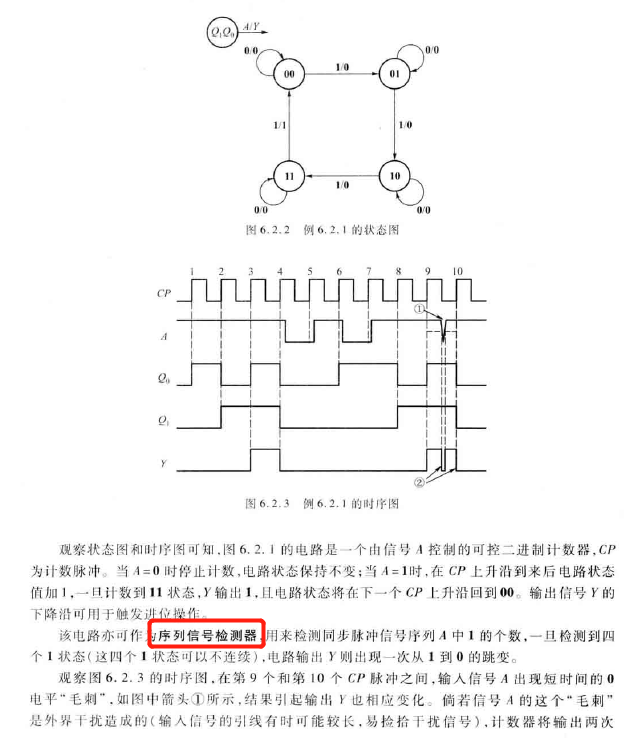 Q₁Q₀ A/Y
0/0 0/0
00 1/0 01
1/1 1/0
11 1/0 10
0/0 0/0
图 6.2.2 例 6.2.1 的状态图
1 2 3 4 5 6 7 8 9 10
CP
①
A
Q₀
Q₁
Y
②
图 6.2.3 例 6.2.1 的时序图
观察状态图和时序图可知,图 6.2.1 的电路是一个由信号 A 控制的可控二进制计数器,CP
为计数脉冲。当 A=0 时停止计数,电路状态保持不变;当 A=1时,在 CP 上升沿到来后电路状态
值加 1,一旦计数到 11 状态,Y 输出 1,且电路状态将在下一个 CP 上升沿回到 00。输出信号 Y 的
下降沿可用于触发进位操作。
该电路亦可作为序列信号检测器,用来检测同步脉冲信号序列 A 中 1 的个数,一旦检测到四
个 1 状态(这四个 1 状态可以不连续),电路输出 Y 则出现一次从 1 到 0 的跳变。
观察图 6.2.3 的时序图,在第 9 个和第 10 个 CP 脉冲之间,输入信号 A 出现短时间的 0
电平“毛刺”,如图中箭头①所示,结果引起输出 Y 也相应变化。倘若信号 A 的这个“毛刺”
是外界干扰造成的(输入信号的引线有时可能较长,易捡拾干扰信号),计数器将输出两次